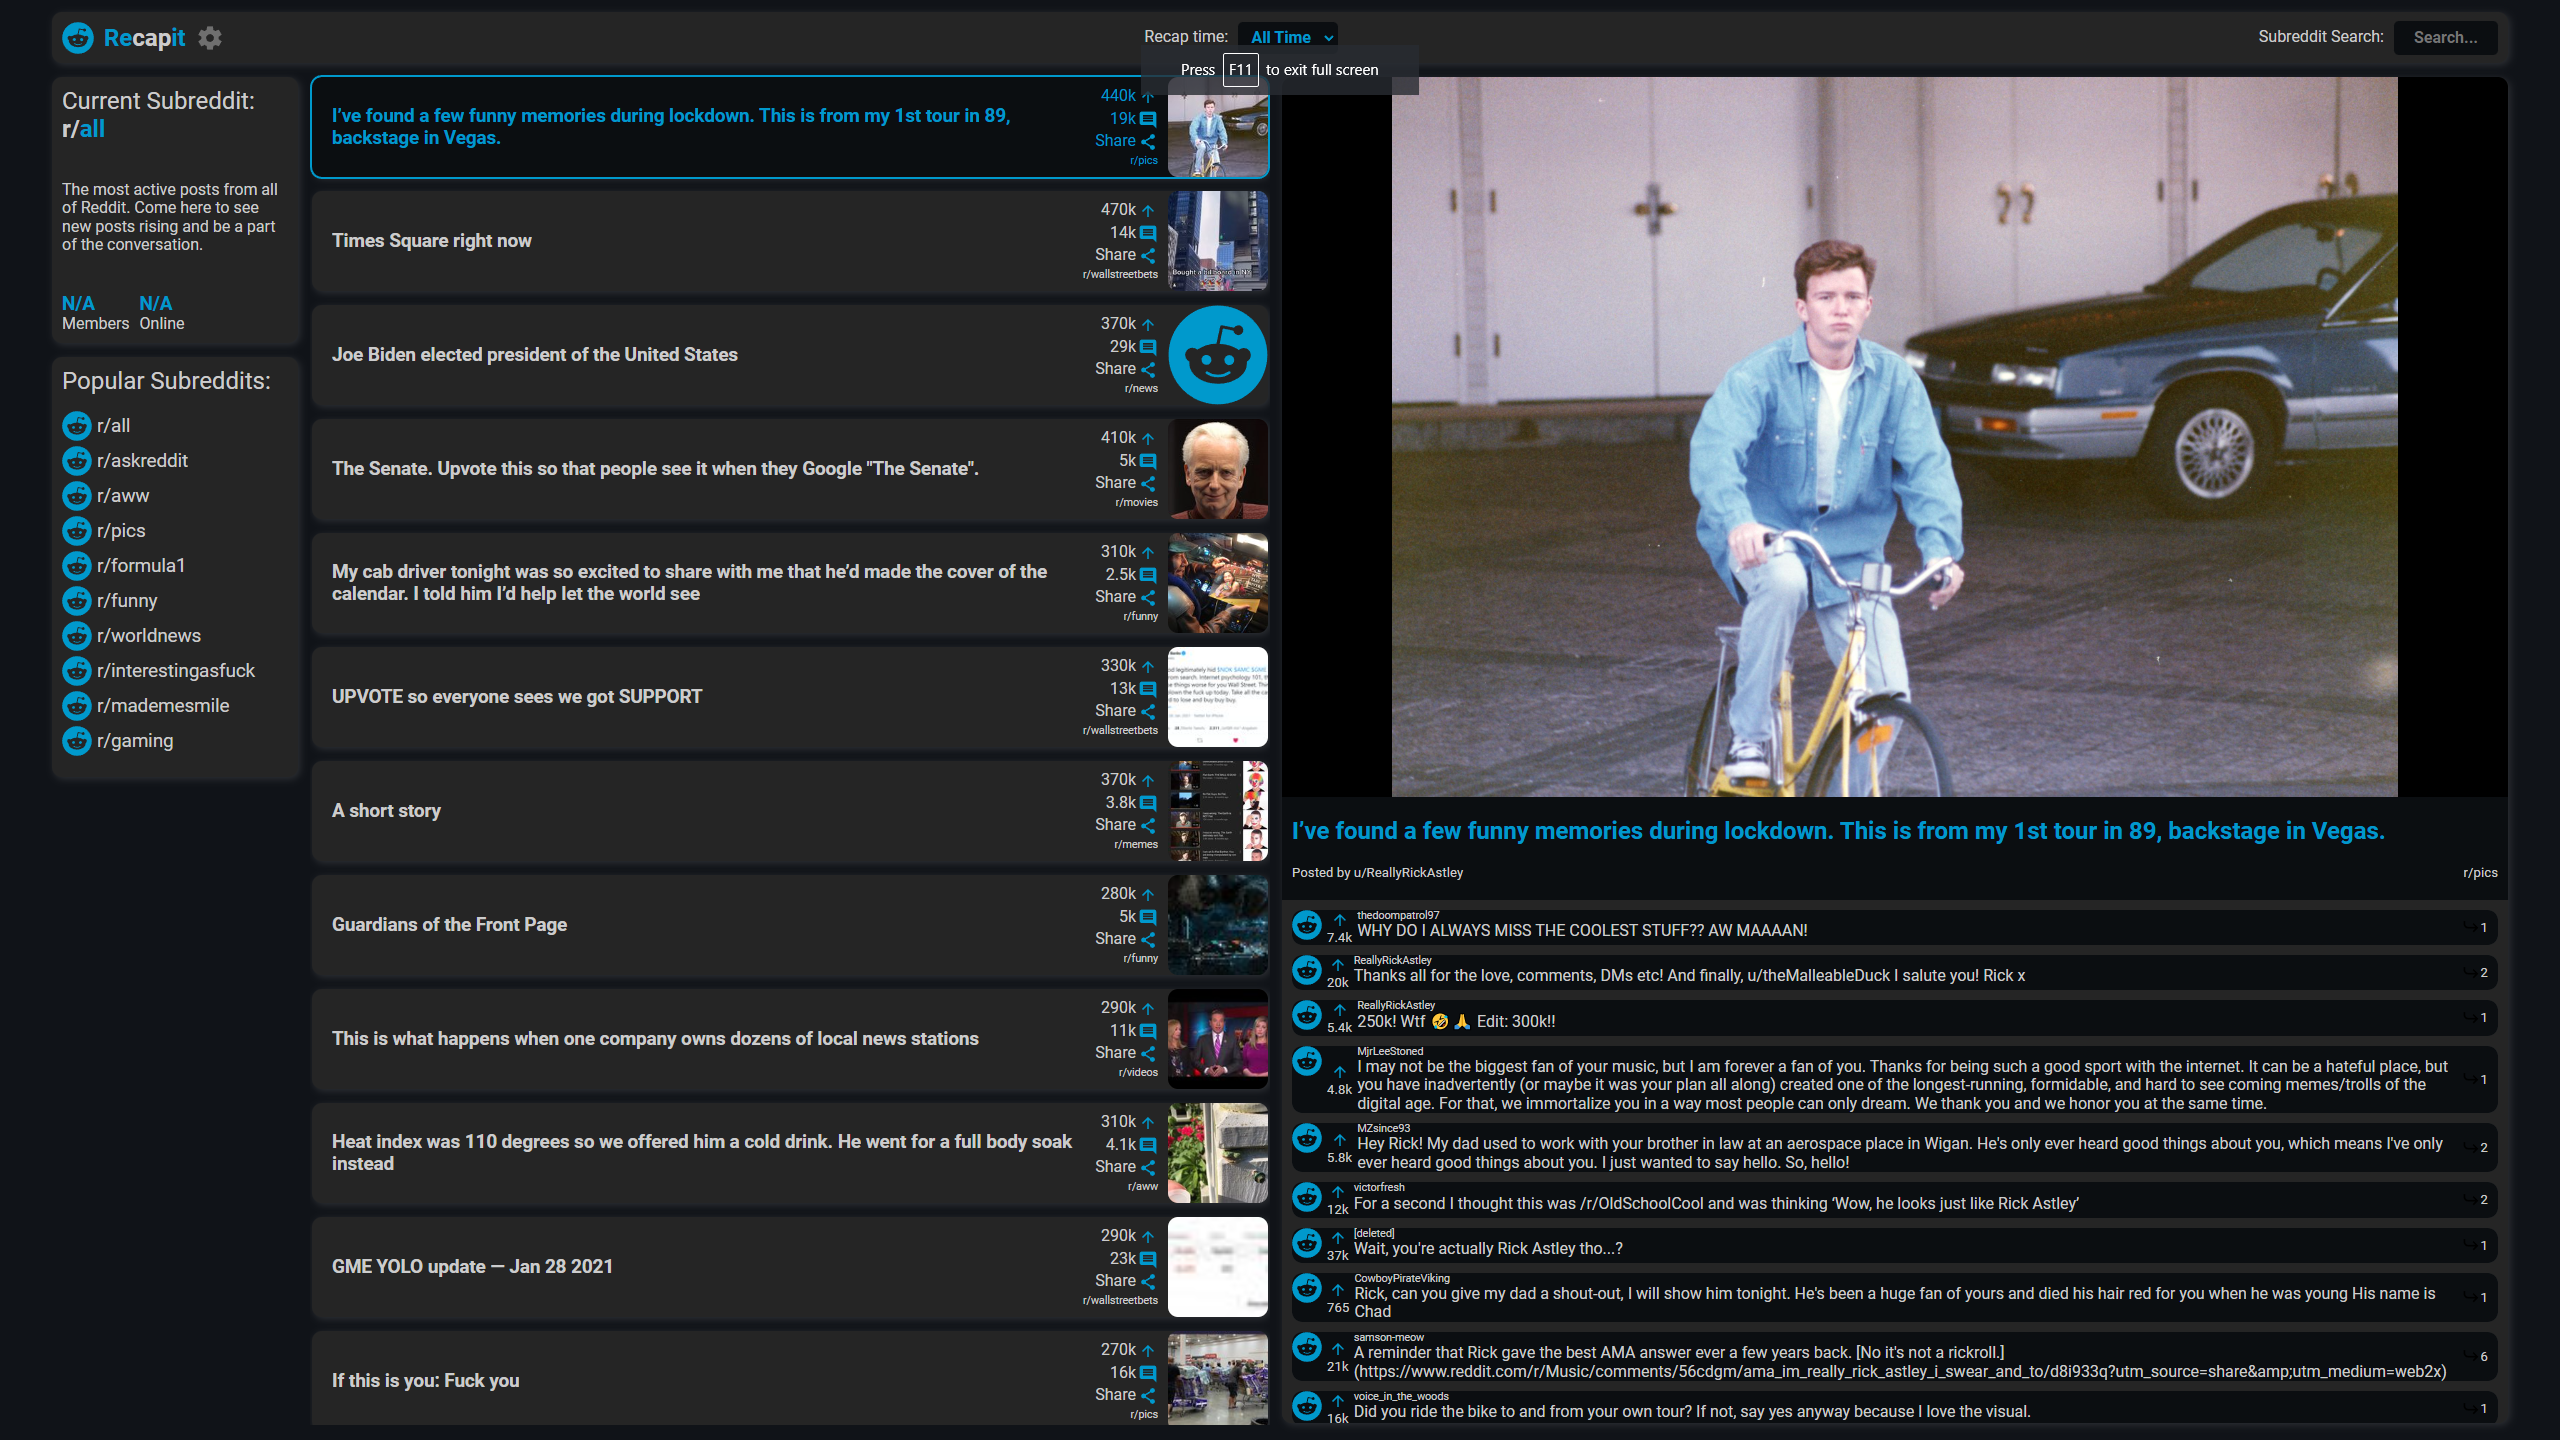 Recapit
Recap time: All Time
Subreddit Search: Search...
Press F11 to exit full screen
Current Subreddit:
r/all
The most active posts from all
of Reddit. Come here to see
new posts rising and be a part
of the conversation.
N/A N/A
Members Online
Popular Subreddits:
r/all
r/askreddit
r/aww
r/pics
r/formula1
r/funny
r/worldnews
r/interestingasfuck
r/mademesmile
r/gaming
I've found a few funny memories during lockdown. This is from my 1st tour in 89,
backstage in Vegas.
440k
19k
Share
r/pics
Times Square right now
470k
14k
Share
r/wallstreetbets
Bought a billboard in NY
Joe Biden elected president of the United States
370k
29k
Share
r/news
The Senate. Upvote this so that people see it when they Google "The Senate".
410k
5k
Share
r/movies
My cab driver tonight was so excited to share with me that he’d made the cover of the
calendar. I told him I’d help let the world see
310k
2.5k
Share
r/funny
UPVOTE so everyone sees we got SUPPORT
330k
13k
Share
r/wallstreetbets
A short story
370k
3.8k
Share
r/memes
Guardians of the Front Page
280k
5k
Share
r/funny
This is what happens when one company owns dozens of local news stations
290k
11k
Share
r/videos
Heat index was 110 degrees so we offered him a cold drink. He went for a full body soak
instead
310k
4.1k
Share
r/aww
GME YOLO update — Jan 28 2021
290k
23k
Share
r/wallstreetbets
If this is you: Fuck you
270k
16k
Share
r/pics
I’ve found a few funny memories during lockdown. This is from my 1st tour in 89, backstage in Vegas.
Posted by u/ReallyRickAstley r/pics
thedoompatrol97
7.4k WHY DO I ALWAYS MISS THE COOLEST STUFF?? AW MAAAAN! 1
ReallyRickAstley
20k Thanks all for the love, comments, DMs etc! And finally, u/theMalleableDuck I salute you! Rick x 2
ReallyRickAstley
5.4k 250k! Wtf 🤣 🙏 Edit: 300k!! 1
MjrLeeStoned
I may not be the biggest fan of your music, but I am forever a fan of you. Thanks for being such a good sport with the internet. It can be a hateful place, but
4.8k you have inadvertently (or maybe it was your plan all along) created one of the longest-running, formidable, and hard to see coming memes/trolls of the 1
digital age. For that, we immortalize you in a way most people can only dream. We thank you and we honor you at the same time.
MZsince93
Hey Rick! My dad used to work with your brother in law at an aerospace place in Wigan. He's only ever heard good things about you, which means I've only
5.8k ever heard good things about you. I just wanted to say hello. So, hello! 2
victorfresh
12k For a second I thought this was /r/OldSchoolCool and was thinking ‘Wow, he looks just like Rick Astley’ 2
[deleted]
37k Wait, you're actually Rick Astley tho...? 1
CowboyPirateViking
Rick, can you give my dad a shout-out, I will show him tonight. He's been a huge fan of yours and died his hair red for you when he was young His name is
765 Chad 1
samson-meow
A reminder that Rick gave the best AMA answer ever a few years back. [No it's not a rickroll.]
21k (https://www.reddit.com/r/Music/comments/56cdgm/ama_im_really_rick_astley_i_swear_and_to/d8i933q?utm_source=share&amp;utm_medium=web2x) 6
voice_in_the_woods
16k Did you ride the bike to and from your own tour? If not, say yes anyway because I love the visual. 1